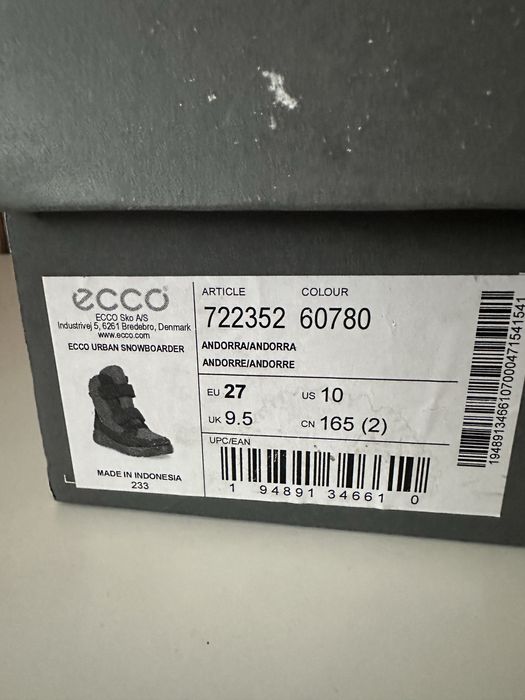 ecco
ECCO Sko A/S
Industrivej 5, 6261 Bredebro, Denmark
www.ecco.com
ECCO URBAN SNOWBOARDER
MADE IN INDONESIA
233
ARTICLE COLOUR
722352 60780
ANDORRA/ANDORRA
ANDORRE/ANDORRE
EU 27 US 10
UK 9.5 CN 165 (2)
UPC/EAN
1 94891 34661 0
19489134661070004715415​41